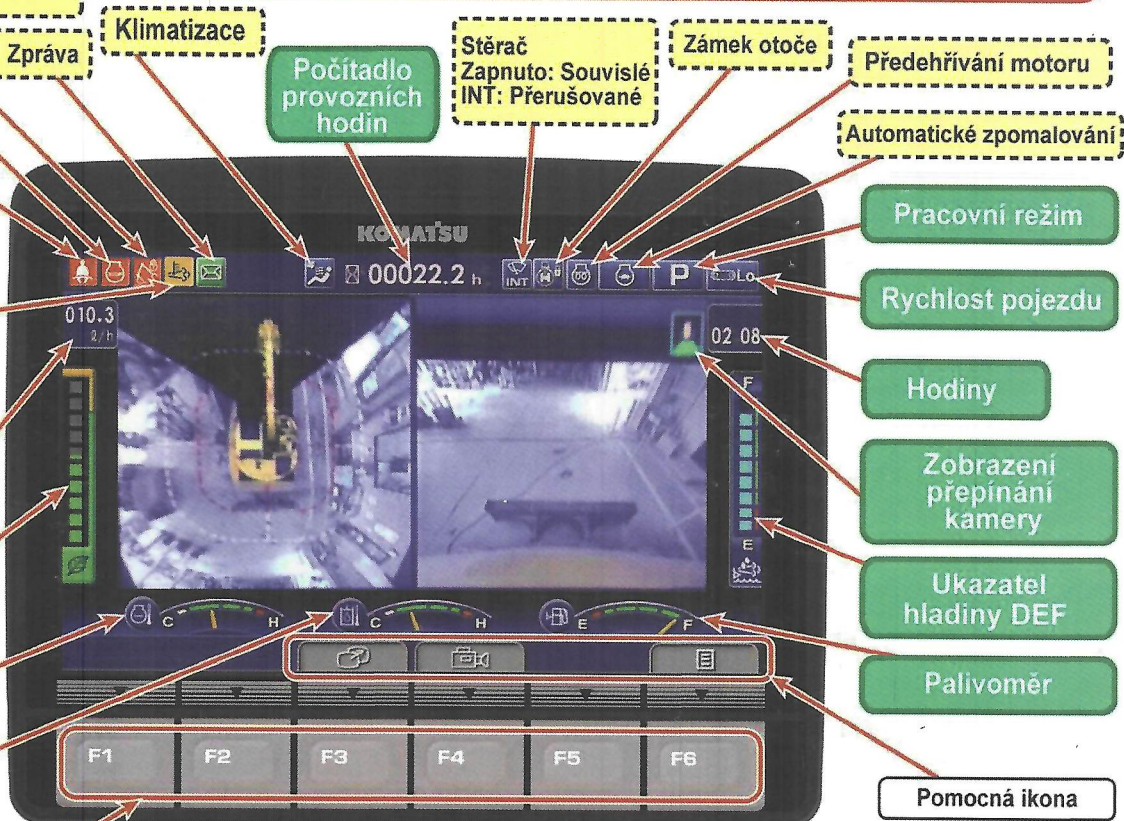 Zpráva
Klimatizace
Počítadlo
provozních
hodin
Stěrač
Zapnuto: Souvislé
INT: Přerušované
Zámek otoče
Předehřívání motoru
Automatické zpomalování
Pracovní režim
Rychlost pojezdu
Hodiny
Zobrazení
přepínání
kamery
Ukazatel
hladiny DEF
Palivoměr
Pomocná ikona
KOMATSU
00022.2 h
INT
P
Lo
010.3
ℓ/h
02 08
F
E
C H
C H
E F
F1 F2 F3 F4 F5 F6